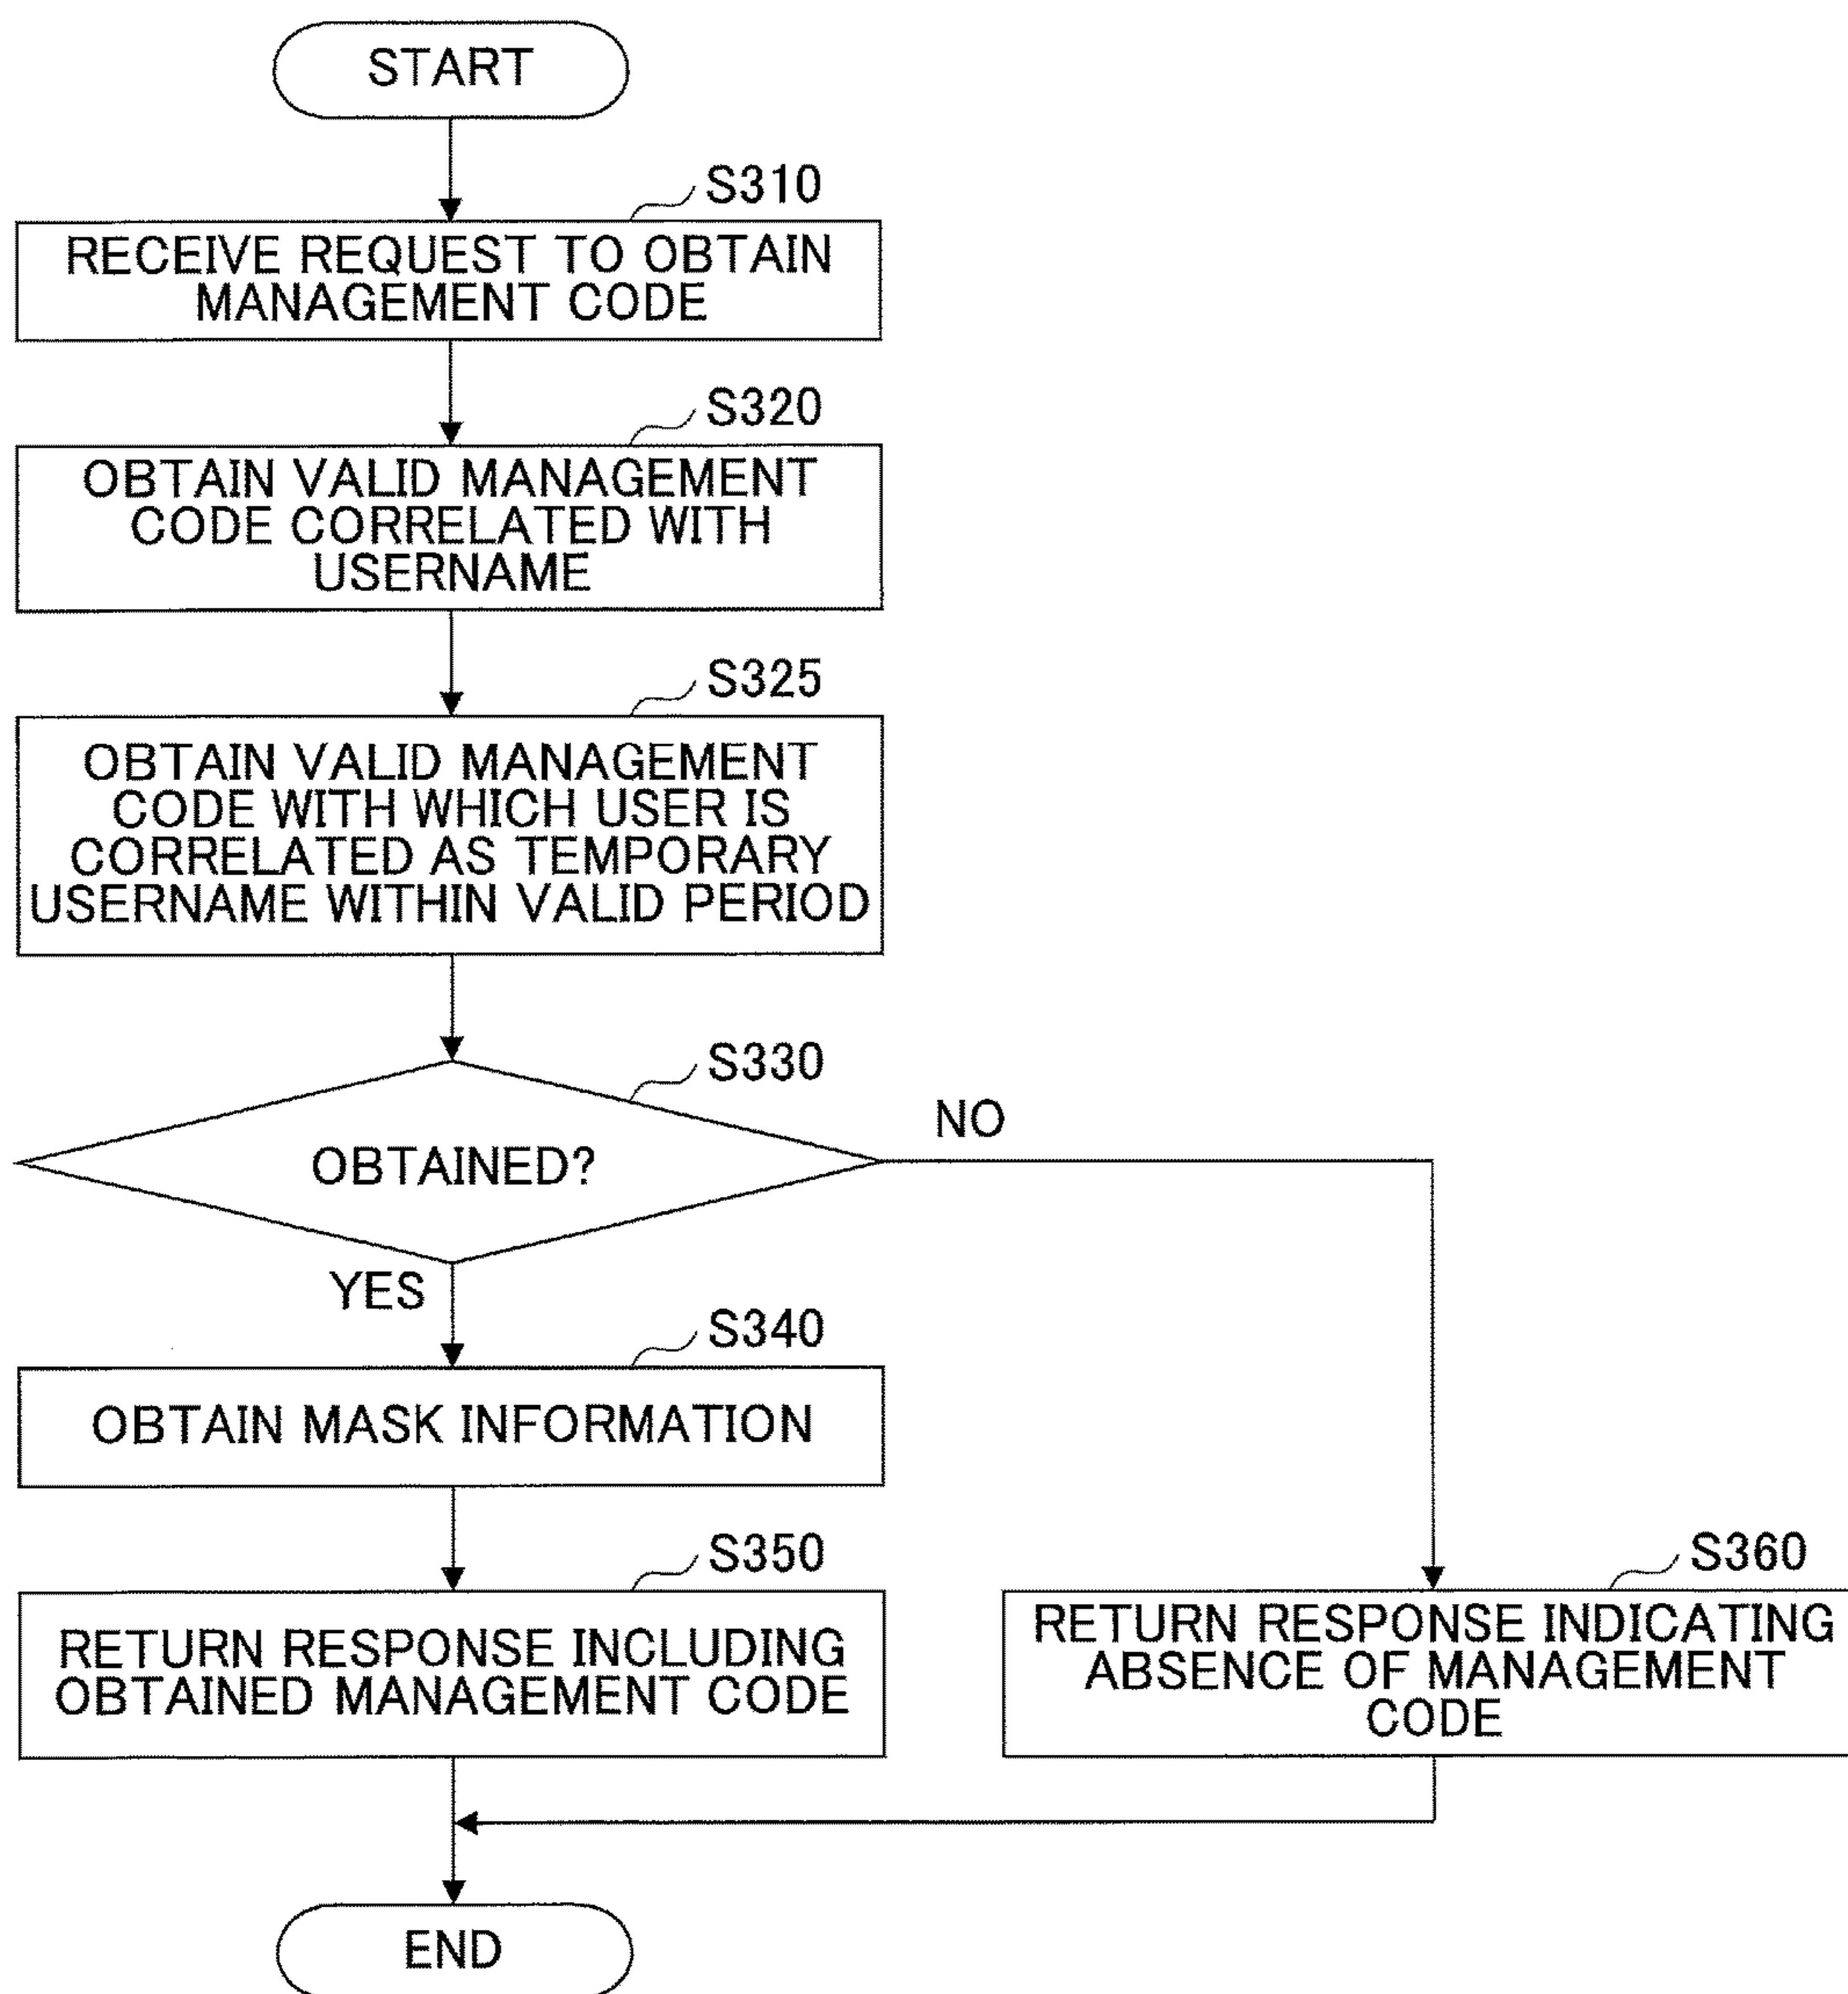 START
S310
RECEIVE REQUEST TO OBTAIN
MANAGEMENT CODE
S320
OBTAIN VALID MANAGEMENT
CODE CORRELATED WITH
USERNAME
S325
OBTAIN VALID MANAGEMENT
CODE WITH WHICH USER IS
CORRELATED AS TEMPORARY
USERNAME WITHIN VALID PERIOD
S330
OBTAINED?
NO
YES
S340
OBTAIN MASK INFORMATION
S350
RETURN RESPONSE INCLUDING
OBTAINED MANAGEMENT CODE
S360
RETURN RESPONSE INDICATING
ABSENCE OF MANAGEMENT
CODE
END